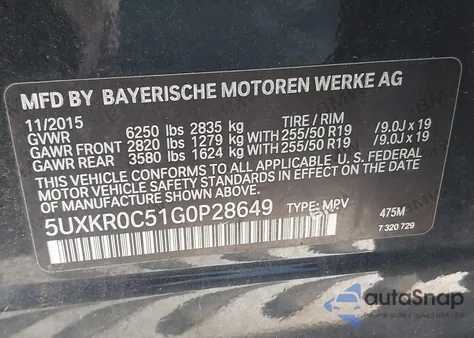 MFD BY BAYERISCHE MOTOREN WERKE AG
11/2015 TIRE / RIM
GVWR 6250 lbs 2835 kg
GAWR FRONT 2820 lbs 1279 kg WITH 255/50 R19 /9.0J x 19
GAWR REAR 3580 lbs 1624 kg WITH 255/50 R19 /9.0J x 19
THIS VEHICLE CONFORMS TO ALL APPLICABLE FEDERAL
MOTOR VEHICLE SAFETY STANDARDS IN EFFECT ON THE DATE OF
MANUFACTURE SHOWN ABOVE.
5UXKR0C51G0P28649 TYPE: MPV 475M
7 320 729
autoSnap